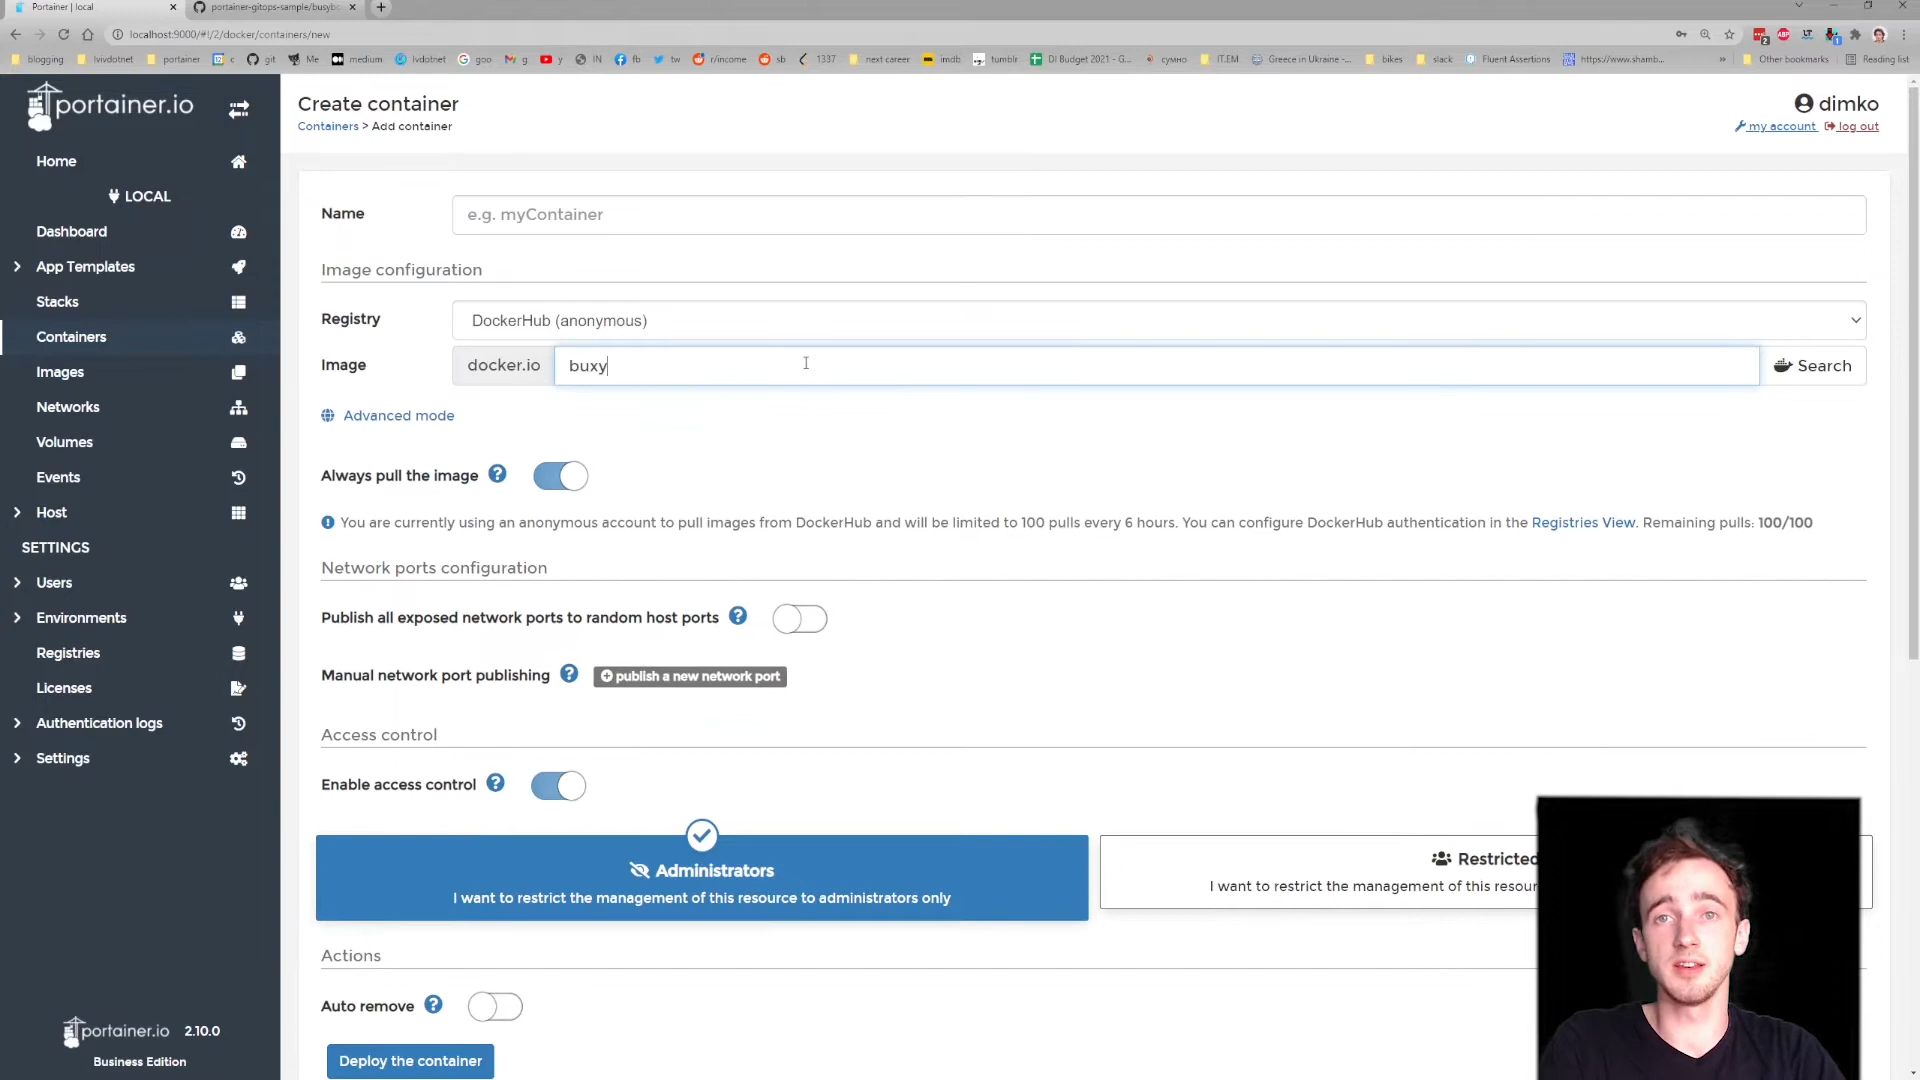 Portainer | local
portainer-gitops-sample/busyb
localhost:9000/#!/2/docker/containers/new
blogging
lvivdotnet
portainer
c
git
Me
medium
lvdotnet
goo
g
y
IN
fb
tw
r/income
sb
1337
next career
imdb
tumblr
DI Budget 2021 - G...
сумно
IT.EM
Greece in Ukraine -...
bikes
slack
Fluent Assertions
https://www.shamb...
»
Other bookmarks
Reading list
portainer.io
Home
LOCAL
Dashboard
App Templates
Stacks
Containers
Images
Networks
Volumes
Events
Host
SETTINGS
Users
Environments
Registries
Licenses
Authentication logs
Settings
portainer.io 2.10.0
Business Edition
Create container
Containers > Add container
dimko
my account log out
Name e.g. myContainer
Image configuration
Registry DockerHub (anonymous)
Image docker.io buxy Search
Advanced mode
Always pull the image
You are currently using an anonymous account to pull images from DockerHub and will be limited to 100 pulls every 6 hours. You can configure DockerHub authentication in the Registries View. Remaining pulls: 100/100
Network ports configuration
Publish all exposed network ports to random host ports
Manual network port publishing publish a new network port
Access control
Enable access control
Administrators
I want to restrict the management of this resource to administrators only
Restricted
I want to restrict the management of this resour
Actions
Auto remove
Deploy the container